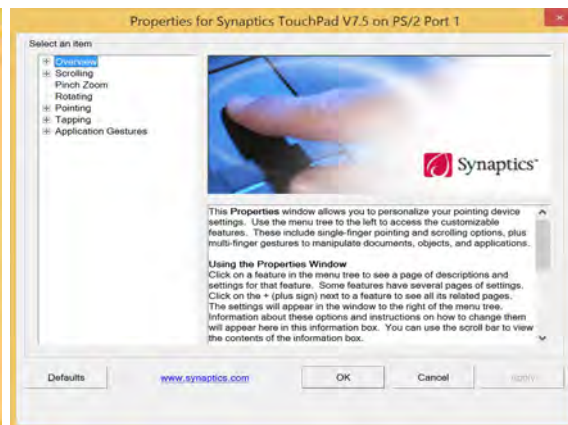 Properties for Synaptics TouchPad V7.5 on PS/2 Port 1
Select an item
Overview
Scrolling
Pinch Zoom
Rotating
Pointing
Tapping
Application Gestures
Synaptics
This Properties window allows you to personalize your pointing device
settings. Use the menu tree to the left to access the customizable
features. These include single-finger pointing and scrolling options, plus
multi-finger gestures to manipulate documents, objects, and applications.
Using the Properties Window
Click on a feature in the menu tree to see a page of descriptions and
settings for that feature. Some features have several pages of settings.
Click on the + (plus sign) next to a feature to see all its related pages.
The settings will appear in the window to the right of the menu tree.
Information about these options and instructions on how to change them
will appear here in this information box. You can use the scroll bar to view
the contents of the information box.
Defaults
www.synaptics.com
OK
Cancel
Apply